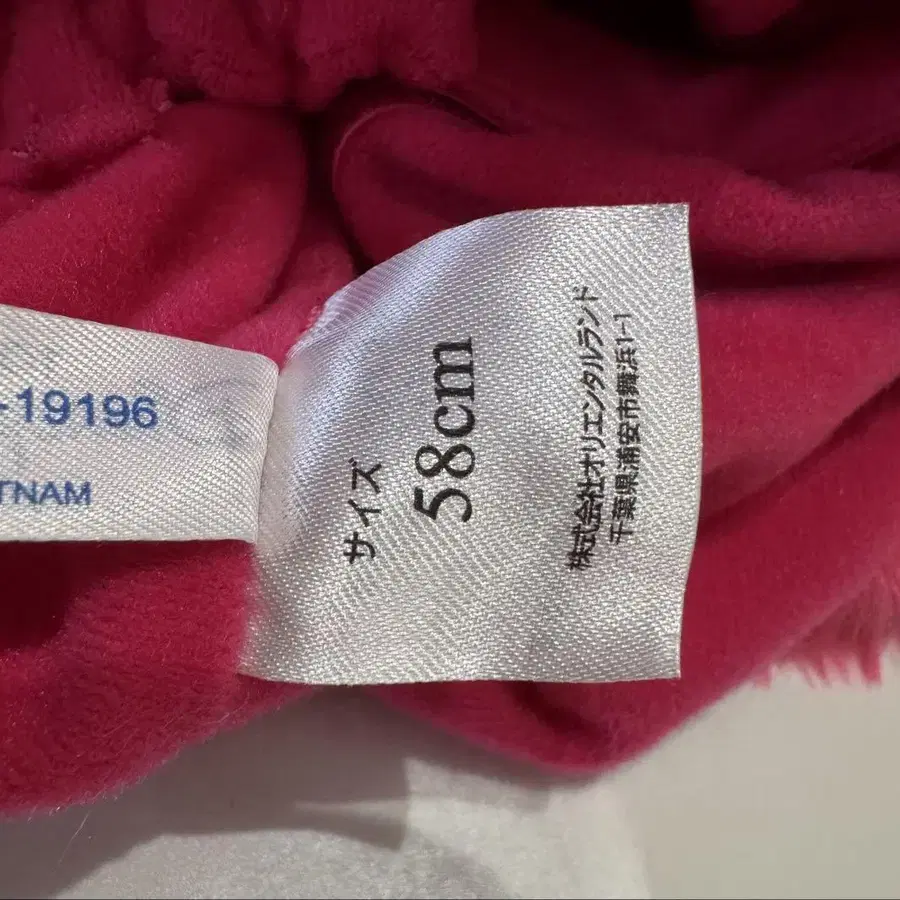 -19196
TNAM
サイズ
58cm
株式会社オリエンタルランド
千葉県浦安市舞浜1-1